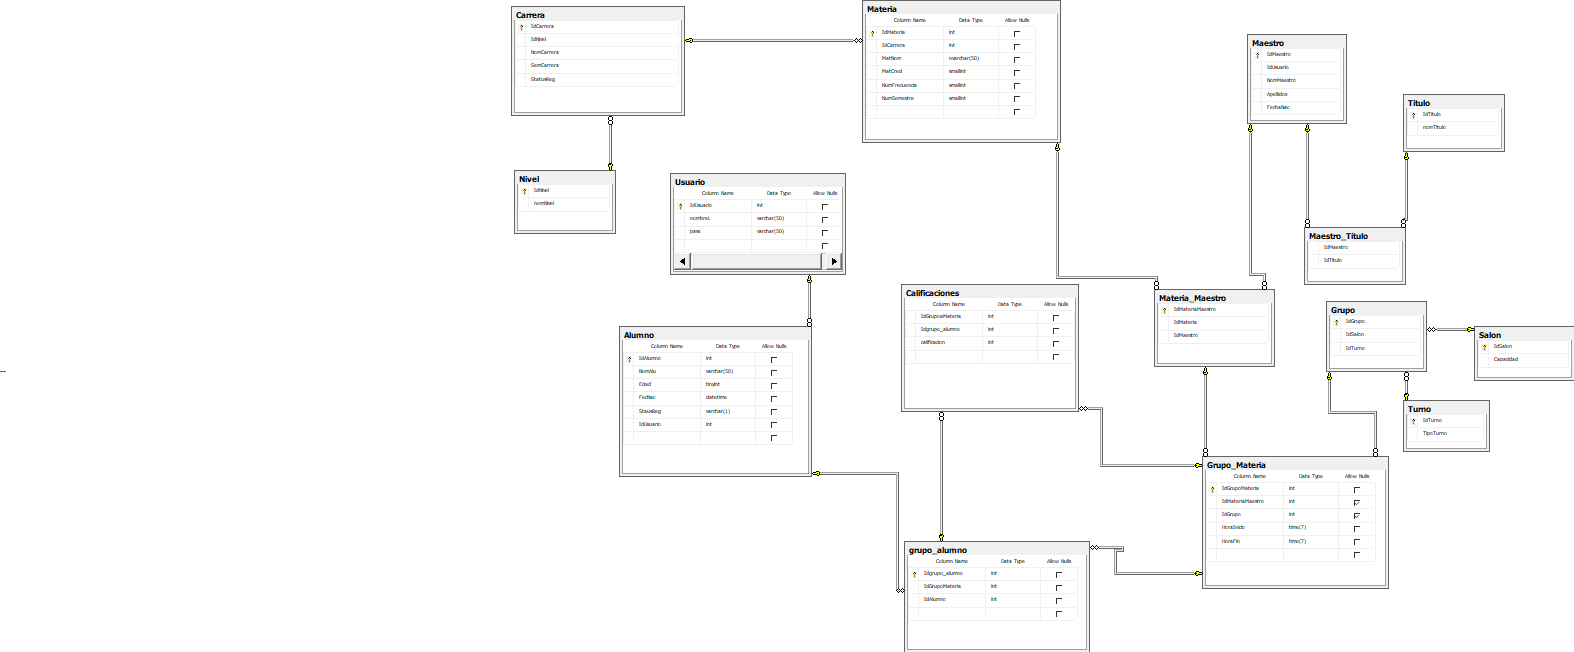 Carrera
IdCarrera
IdNivel
NomCarrera
SemCarrera
StatusReg
Materia
Column Name Data Type Allow Nulls
IdMateria int
IdCarrera int
MatNom nvarchar(50)
MatCred smallint
NumFrecuencia smallint
NumSemestre smallint
Maestro
IdMaestro
IdUsuario
NomMaestro
Apellidos
FechaNac
Titulo
IdTitulo
nomTitulo
Nivel
IdNivel
nomNivel
Usuario
Column Name Data Type Allow Nulls
IdUsuario int
nombreL varchar(50)
pass varchar(50)
Maestro_Titulo
IdMaestro
IdTitulo
Calificaciones
Column Name Data Type Allow Nulls
IdGrupoaMateria int
Idgrupo_alumno int
calificacion int
Materia_Maestro
IdMateriaMaestro
IdMateria
IdMaestro
Grupo
IdGrupo
IdSalon
IdTurno
Salon
IdSalon
Capacidad
Alumno
Column Name Data Type Allow Nulls
IdAlumno int
NomAlu varchar(50)
Edad tinyint
FecNac datetime
StausReg varchar(1)
IdUsuario int
--
Turno
IdTurno
TipoTurno
Grupo_Materia
Column Name Data Type Allow Nulls
IdGrupoMateria int
IdMateriaMaestro int
IdGrupo int
HoraInicio time(7)
HoraFin time(7)
grupo_alumno
Column Name Data Type Allow Nulls
Idgrupo_alumno int
IdGrupoMateria int
IdAlumno int